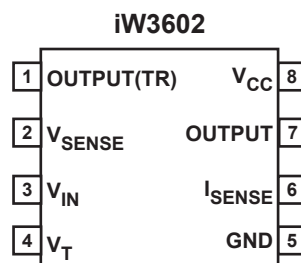 iW3602
1 OUTPUT(TR) VCC 8
2 VSENSE OUTPUT 7
3 VIN ISENSE 6
4 VT GND 5